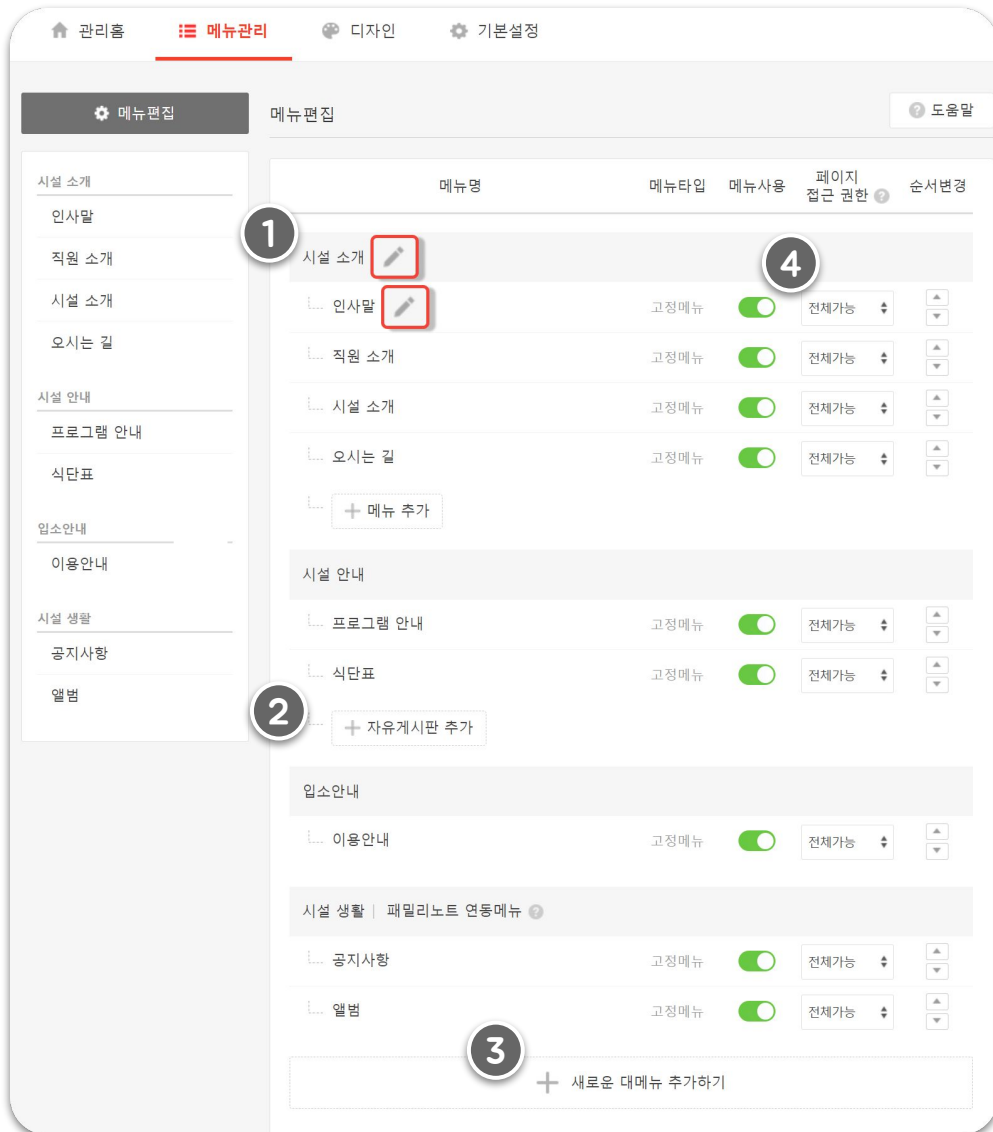 관리홈 메뉴관리 디자인 기본설정
메뉴편집
메뉴편집
? 도움말
시설 소개
인사말
직원 소개
시설 소개
오시는 길
시설 안내
프로그램 안내
식단표
입소안내
이용안내
시설 생활
공지사항
앨범
메뉴명 메뉴타입 메뉴사용 페이지 접근 권한 ? 순서변경
1
시설 소개
4
인사말 고정메뉴 전체가능
직원 소개 고정메뉴 전체가능
시설 소개 고정메뉴 전체가능
오시는 길 고정메뉴 전체가능
+ 메뉴 추가
시설 안내
프로그램 안내 고정메뉴 전체가능
식단표 고정메뉴 전체가능
2
+ 자유게시판 추가
입소안내
이용안내 고정메뉴 전체가능
시설 생활 | 패밀리노트 연동메뉴 ?
공지사항 고정메뉴 전체가능
앨범 고정메뉴 전체가능
3
+ 새로운 대메뉴 추가하기